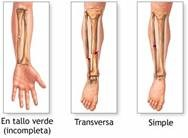 En tallo verde
(incompleta)
Transversa
Simple